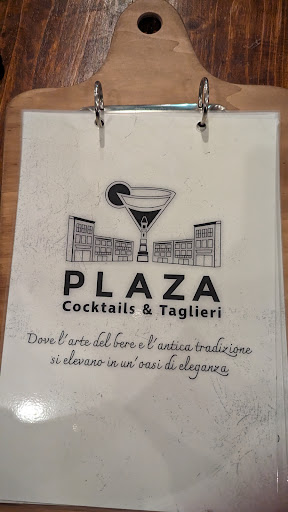 PLAZA
Cocktails & Taglieri
Dove l'arte del bere e l'antica tradizione
si elevano in un'oasi di eleganza